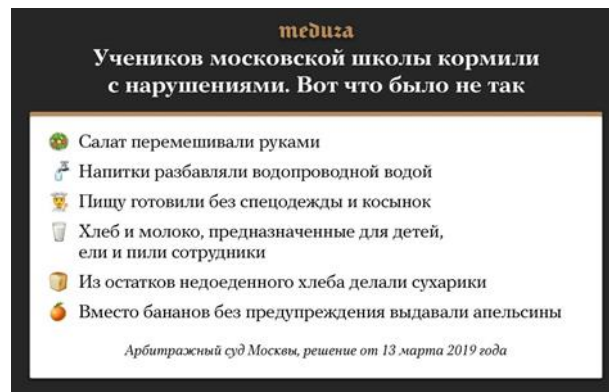 meduza
Учеников московской школы кормили
с нарушениями. Вот что было не так
Салат перемешивали руками
Напитки разбавляли водопроводной водой
Пищу готовили без спецодежды и косынок
Хлеб и молоко, предназначенные для детей,
ели и пили сотрудники
Из остатков недоеденного хлеба делали сухарики
Вместо бананов без предупреждения выдавали апельсины
Арбитражный суд Москвы, решение от 13 марта 2019 года